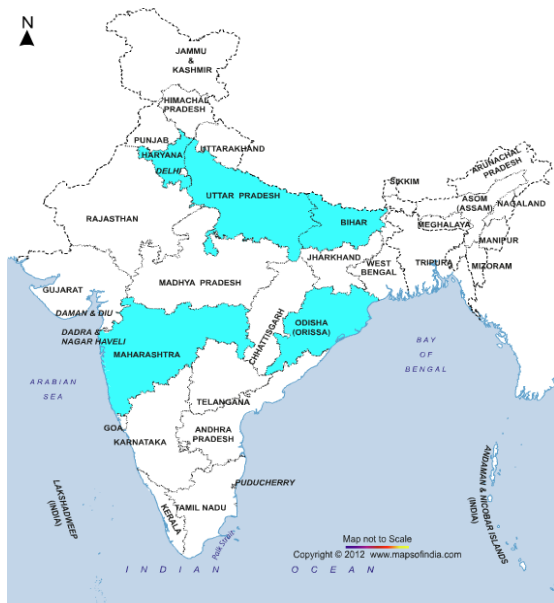 N
JAMMU
&
KASHMIR
HIMACHAL
PRADESH
PUNJAB
HARYANA
UTTARAKHAND
DELHI
UTTAR PRADESH
RAJASTHAN
BIHAR
SIKKIM
ARUNACHAL
PRADESH
ASOM
(ASSAM)
NAGALAND
MEGHALAYA
MANIPUR
TRIPURA
MIZORAM
WEST
BENGAL
JHARKHAND
GUJARAT
MADHYA PRADESH
DAMAN & DIU
DADRA &
NAGAR HAVELI
MAHARASHTRA
CHHATTISGARH
ODISHA
(ORISSA)
ARABIAN
SEA
BAY
OF
BENGAL
TELANGANA
GOA
KARNATAKA
ANDHRA
PRADESH
PUDUCHERRY
TAMIL NADU
KERALA
LAKSHADWEEP
(INDIA)
ANDAMAN & NICOBAR ISLANDS
(INDIA)
Palk Strait
Map not to Scale
Copyright © 2012 www.mapsofindia.com
INDIAN OCEAN